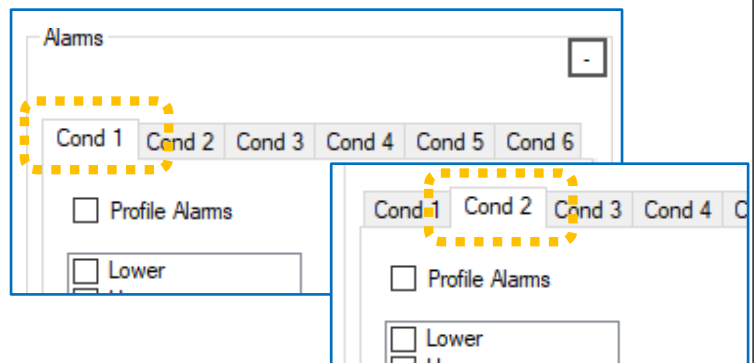 Alarms
-
Cond 1 Cond 2 Cond 3 Cond 4 Cond 5 Cond 6
Profile Alarms
Lower
Cond 1 Cond 2 Cond 3 Cond 4 C
Profile Alarms
Lower